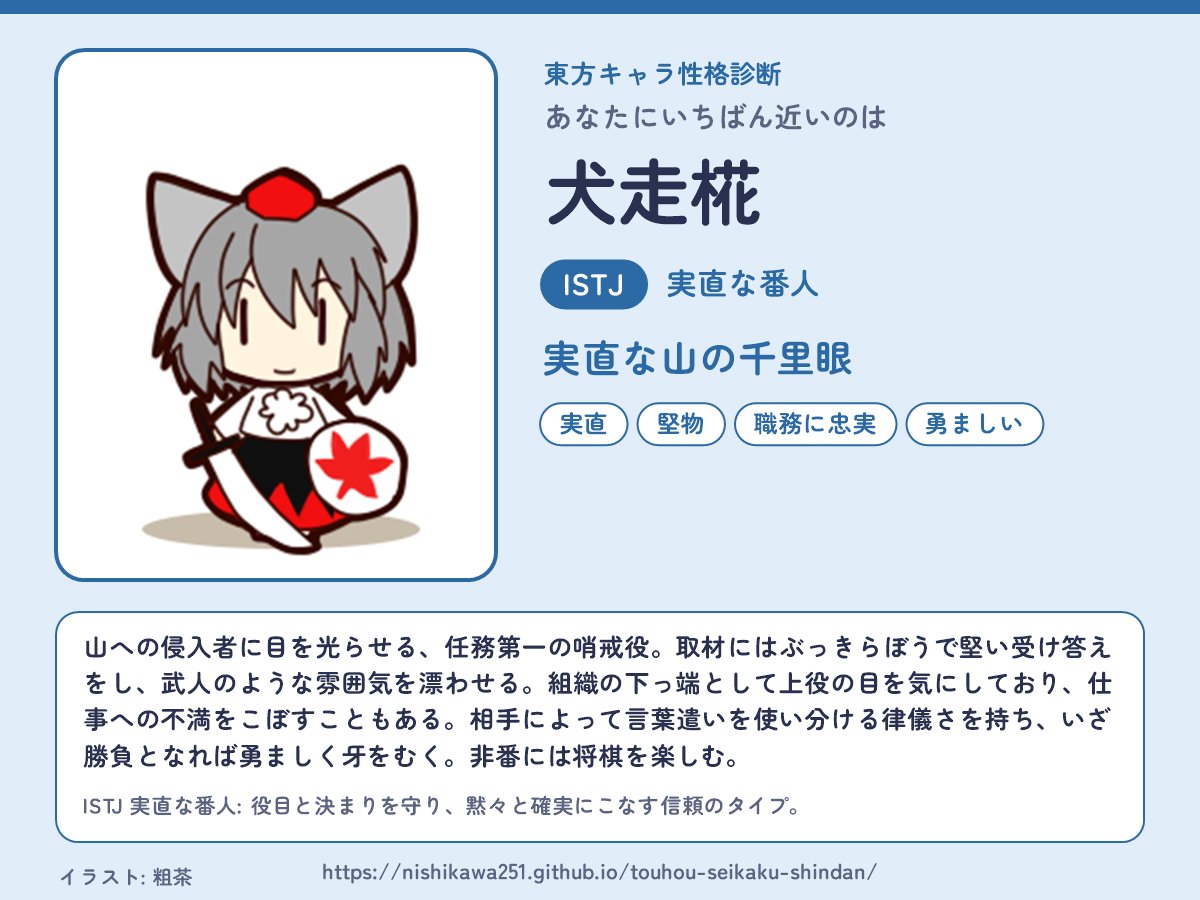 東方キャラ性格診断
あなたにいちばん近いのは
犬走椛
ISTJ 実直な番人
実直な山の千里眼
実直 堅物 職務に忠実 勇ましい
山への侵入者に目を光らせる、任務第一の哨戒役。取材にはぶっきらぼうで堅い受け答え
をし、武人のような雰囲気を漂わせる。組織の下っ端として上役の目を気にしており、仕
事への不満をこぼすこともある。相手によって言葉遣いを使い分ける律儀さを持ち、いざ
勝負となれば勇ましく牙をむく。非番には将棋を楽しむ。
ISTJ 実直な番人: 役目と決まりを守り、黙々と確実にこなす信頼のタイプ。
イラスト: 粗茶
https://nishikawa251.github.io/touhou-seikaku-shindan/